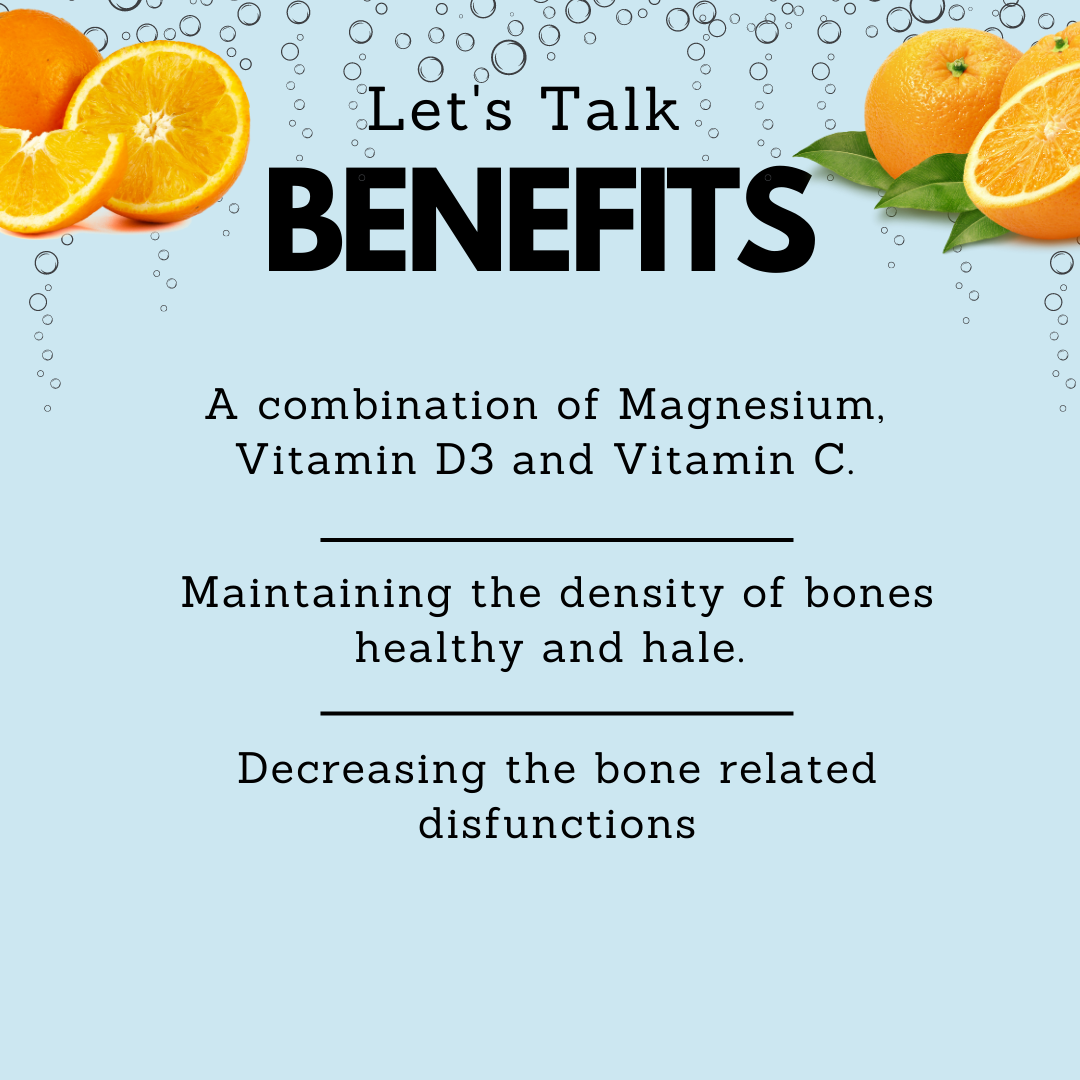 Let's Talk
BENEFITS
A combination of Magnesium,
Vitamin D3 and Vitamin C.
Maintaining the density of bones
healthy and hale.
Decreasing the bone related
disfunctions